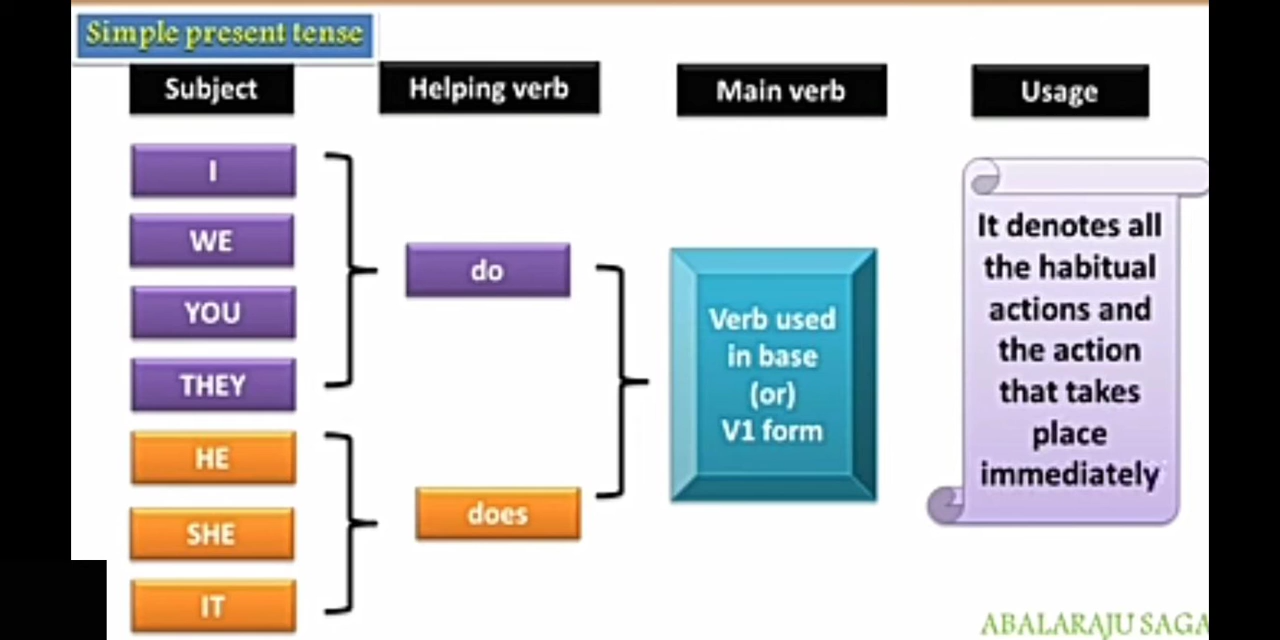 Simple present tense
Subject
Helping verb
Main verb
Usage
I
WE
YOU
THEY
HE
SHE
IT
do
does
Verb used
in base
(or)
V1 form
It denotes all
the habitual
actions and
the action
that takes
place
immediately
ABALARAJU SAGA